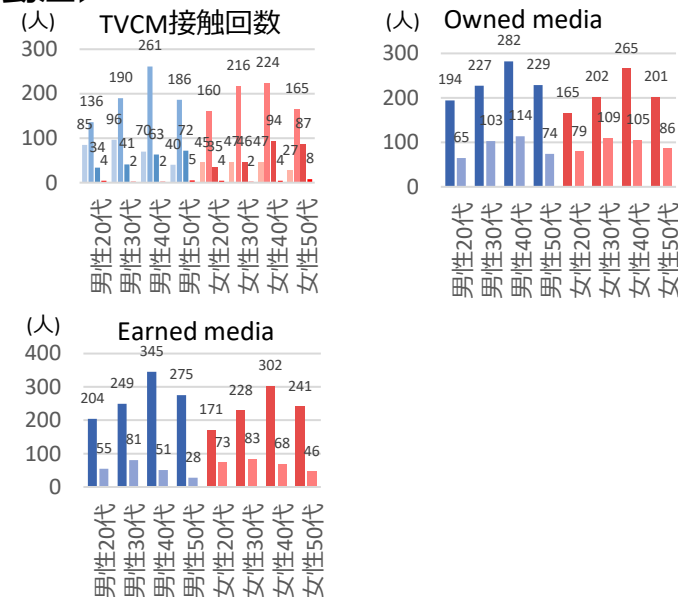 (人) TVCM接触回数
300
200
100
0
85 136 34 4
96 190 41 2
70 261 63 2
40 186 72 5
45 160 35 4
47 216 46 2
47 224 94 4
27 165 87 8
男性20代
男性30代
男性40代
男性50代
女性20代
女性30代
女性40代
女性50代
(人) Owned media
300
200
100
0
194 65
227 103
282 114
229 74
165 79
202 109
265 105
201 86
男性20代
男性30代
男性40代
男性50代
女性20代
女性30代
女性40代
女性50代
(人) Earned media
400
300
200
100
0
204 55
249 81
345 51
275 28
171 73
228 83
302 68
241 46
男性20代
男性30代
男性40代
男性50代
女性20代
女性30代
女性40代
女性50代